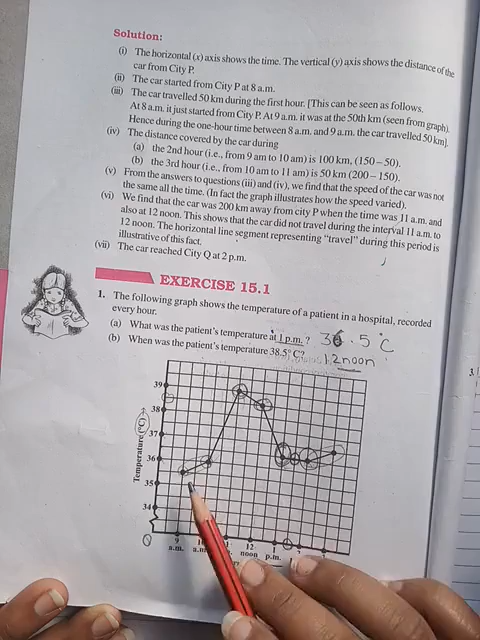 Solution:
(i) The horizontal (x) axis shows the time. The vertical (y) axis shows the distance of the
car from City P.
(ii) The car started from City P at 8 a.m.
(iii) The car travelled 50 km during the first hour. [This can be seen as follows.
At 8 a.m. it just started from City P. At 9 a.m. it was at the 50th km (seen from graph).
Hence during the one-hour time between 8 a.m. and 9 a.m. the car travelled 50 km].
(iv) The distance covered by the car during
(a) the 2nd hour (i.e., from 9 am to 10 am) is 100 km, (150 – 50).
(b) the 3rd hour (i.e., from 10 am to 11 am) is 50 km (200 – 150).
(v) From the answers to questions (iii) and (iv), we find that the speed of the car was not
the same all the time. (In fact the graph illustrates how the speed varied).
(vi) We find that the car was 200 km away from city P when the time was 11 a.m. and
also at 12 noon. This shows that the car did not travel during the interval 11 a.m. to
12 noon. The horizontal line segment representing “travel” during this period is
illustrative of this fact.
(vii) The car reached City Q at 2 p.m.
EXERCISE 15.1
1. The following graph shows the temperature of a patient in a hospital, recorded
every hour.
(a) What was the patient's temperature at 1 p.m. ? 36.5°C
(b) When was the patient's temperature 38.5° C? 12 noon
3.
39
38
37
36
35
34
Temperature (°C)
9
a.m.
12
noon
1
p.m.